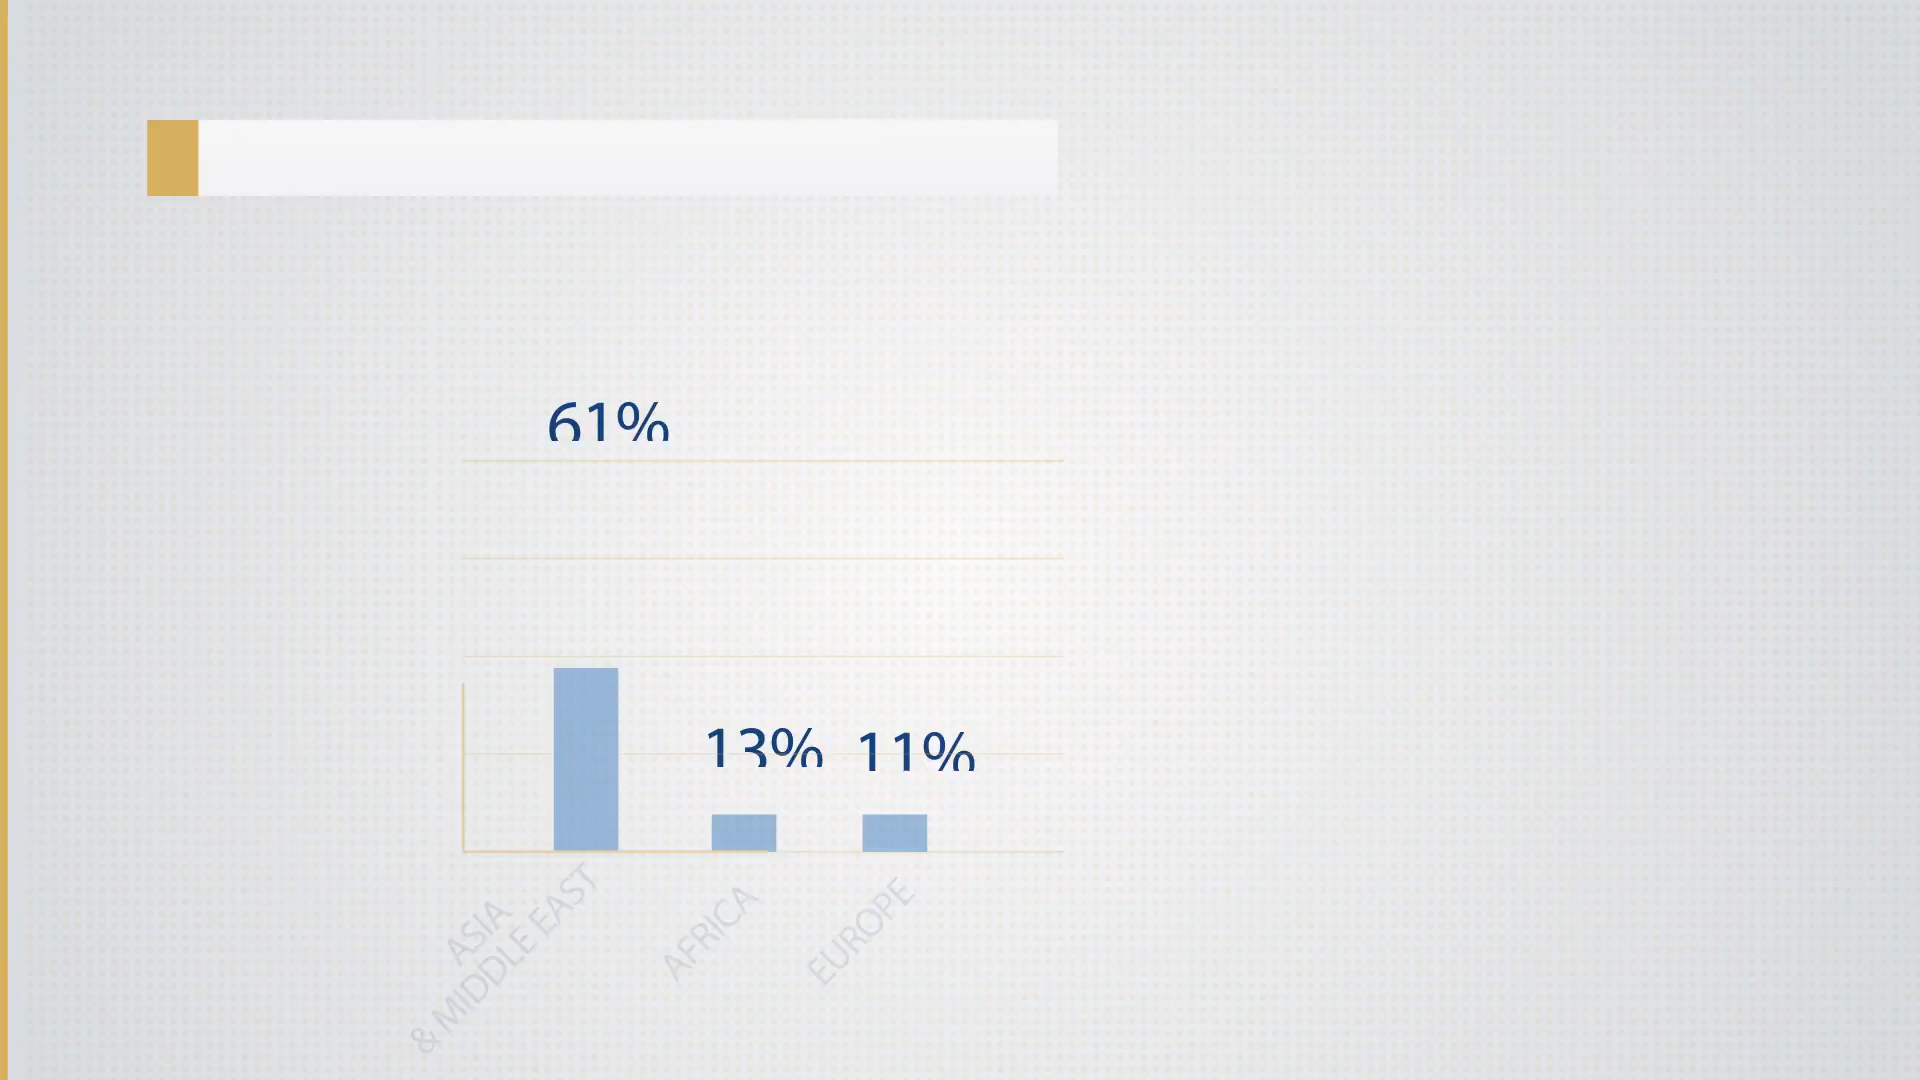 61%
13% 11%
ASIA
& MIDDLE EAST
AFRICA
EUROPE